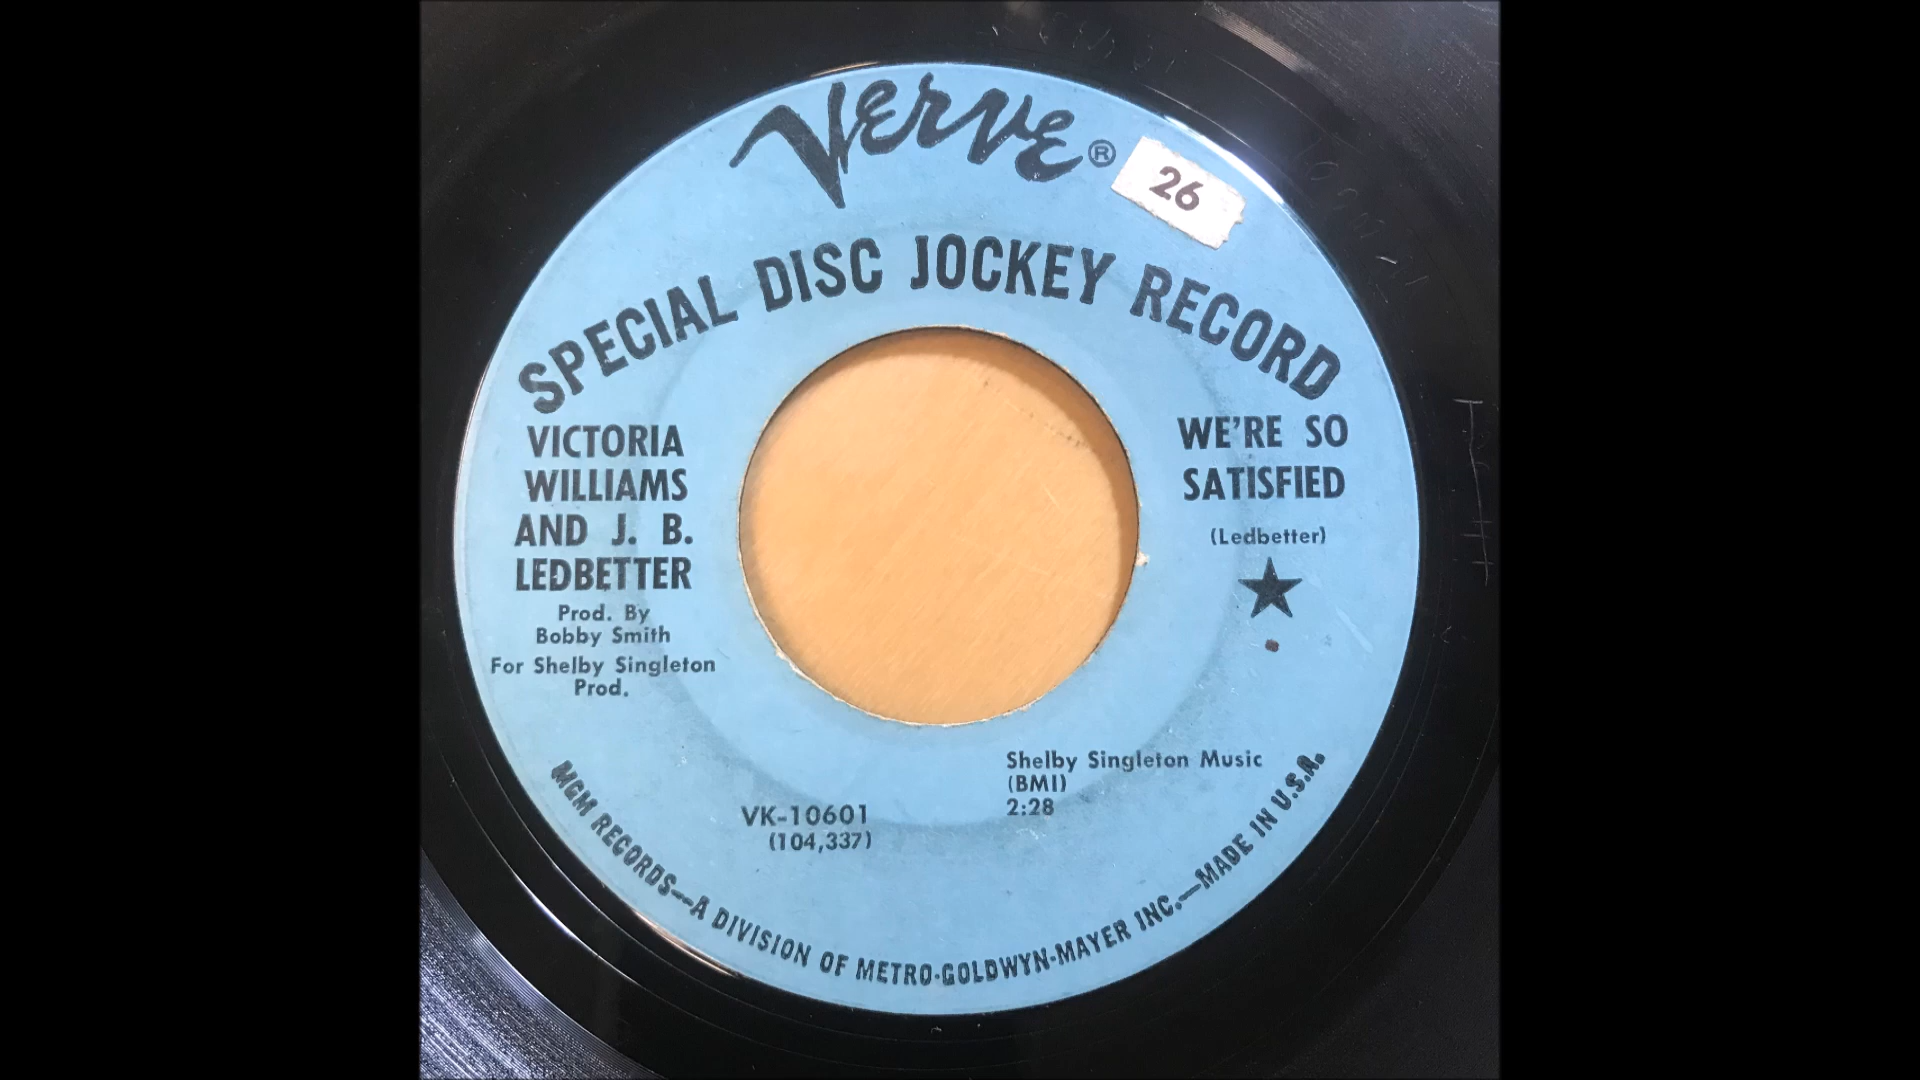 Verve®
26
SPECIAL DISC JOCKEY RECORD
VICTORIA
WILLIAMS
AND J. B.
LEDBETTER
Prod. By
Bobby Smith
For Shelby Singleton
Prod.
WE'RE SO
SATISFIED
(Ledbetter)
Shelby Singleton Music
(BMI)
2:28
VK-10601
(104,337)
MGM RECORDS—A DIVISION OF METRO-GOLDWYN-MAYER INC.—MADE IN U.S.A.